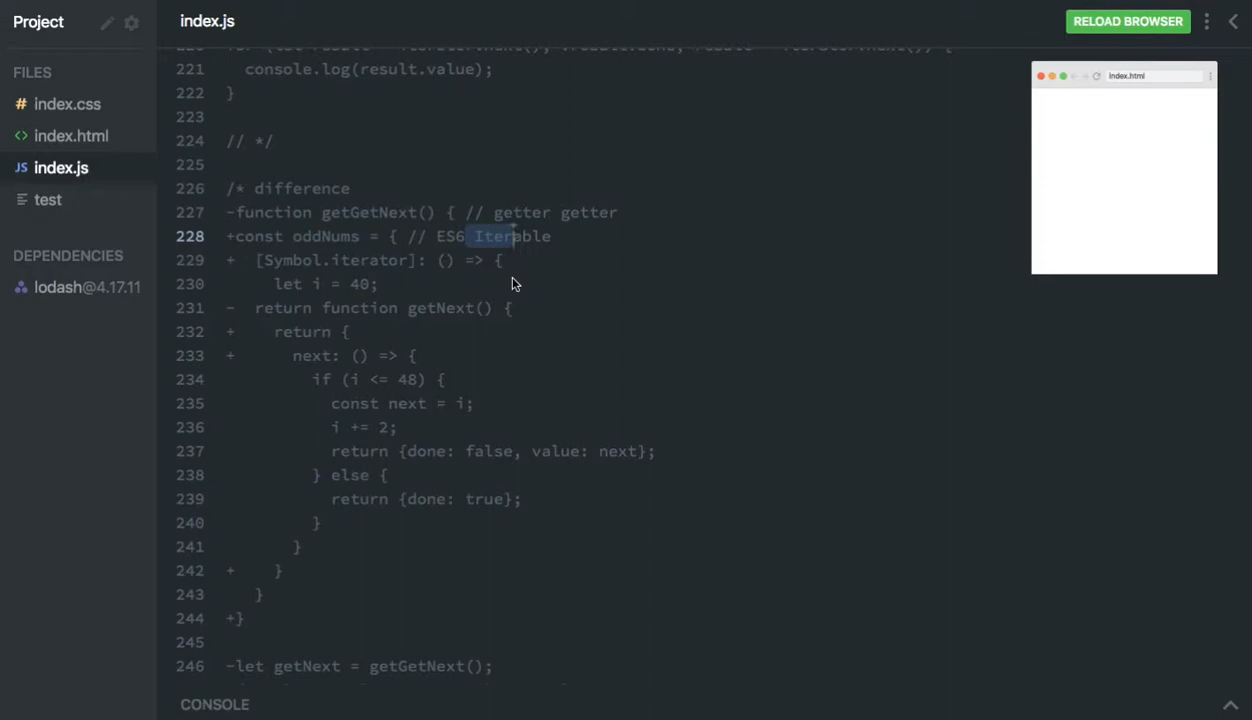 Project
index.js
RELOAD BROWSER
FILES
index.css
index.html
index.js
test
DEPENDENCIES
lodash@4.17.11
221 console.log(result.value);
222 }
223
224 // */
225
226 /* difference
227 -function getGetNext() { // getter getter
228 +const oddNums = { // ES6 Iterable
229 + [Symbol.iterator]: () => {
230 let i = 40;
231 - return function getNext() {
232 + return {
233 + next: () => {
234 if (i <= 48) {
235 const next = i;
236 i += 2;
237 return {done: false, value: next};
238 } else {
239 return {done: true};
240 }
241 }
242 + }
243 }
244 +}
245
246 -let getNext = getGetNext();
CONSOLE
Index.html